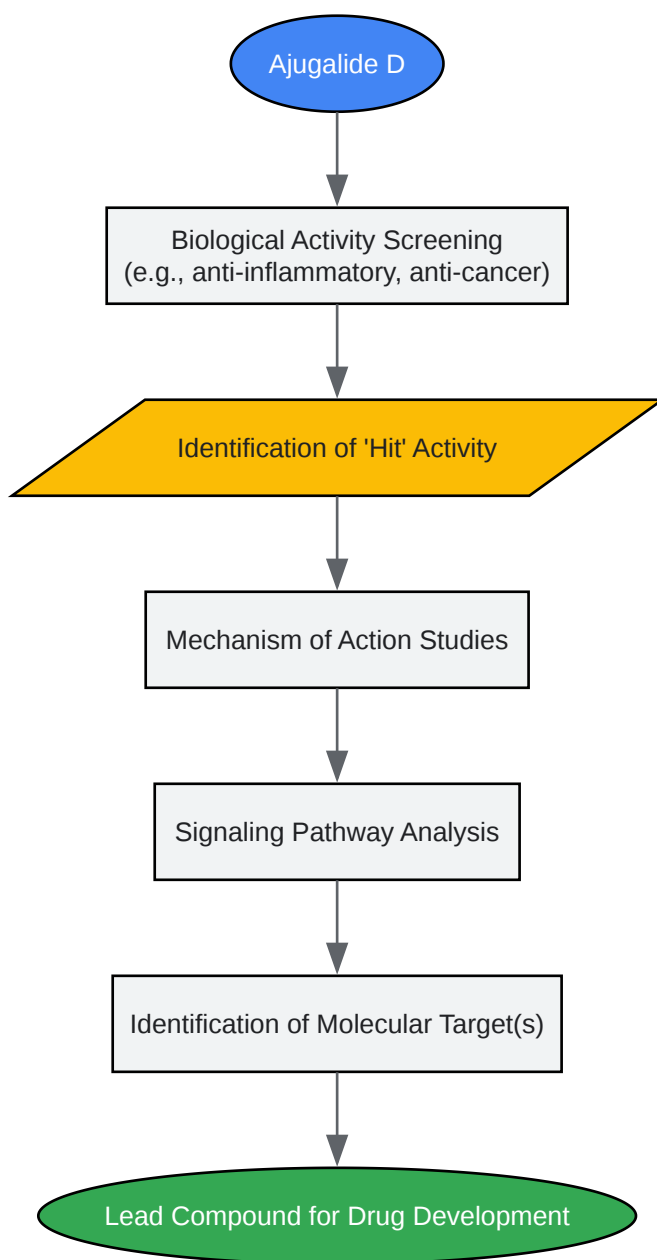 Ajugalide D
Biological Activity Screening
(e.g., anti-inflammatory, anti-cancer)
Identification of 'Hit' Activity
Mechanism of Action Studies
Signaling Pathway Analysis
Identification of Molecular Target(s)
Lead Compound for Drug Development